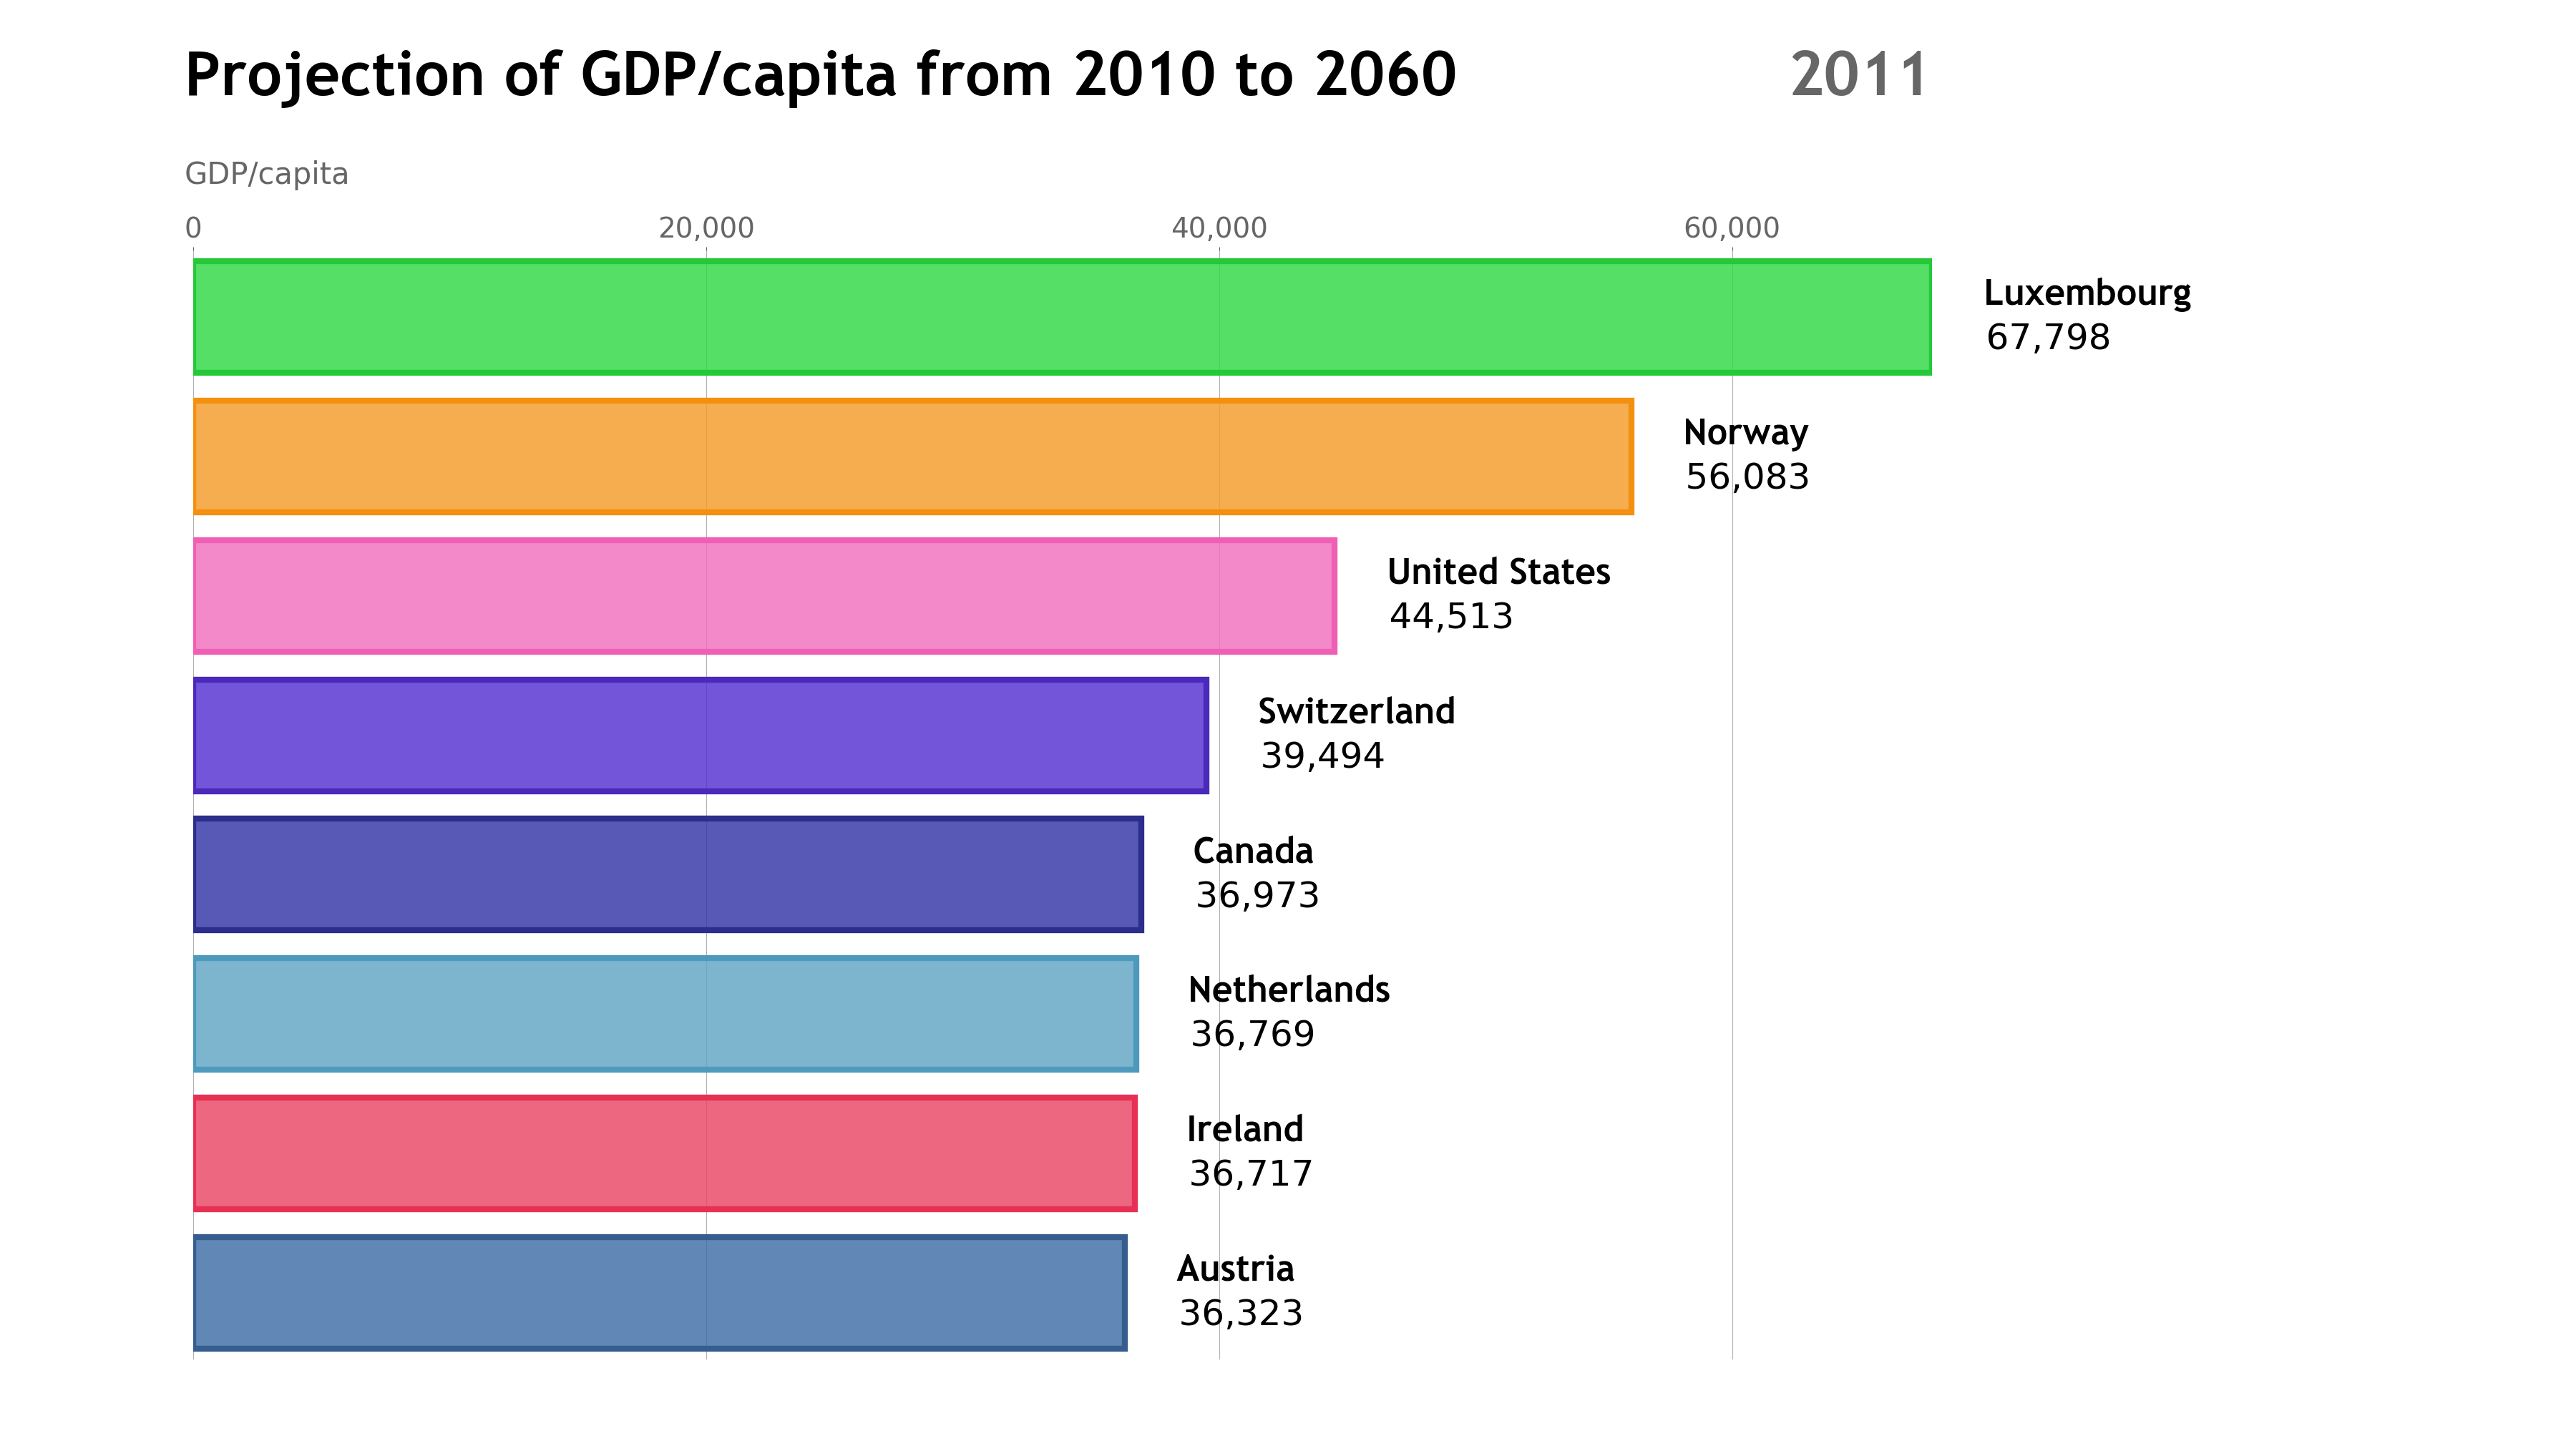 Projection of GDP/capita from 2010 to 2060
2011
GDP/capita
0 20,000 40,000 60,000
Luxembourg
67,798
Norway
56,083
United States
44,513
Switzerland
39,494
Canada
36,973
Netherlands
36,769
Ireland
36,717
Austria
36,323